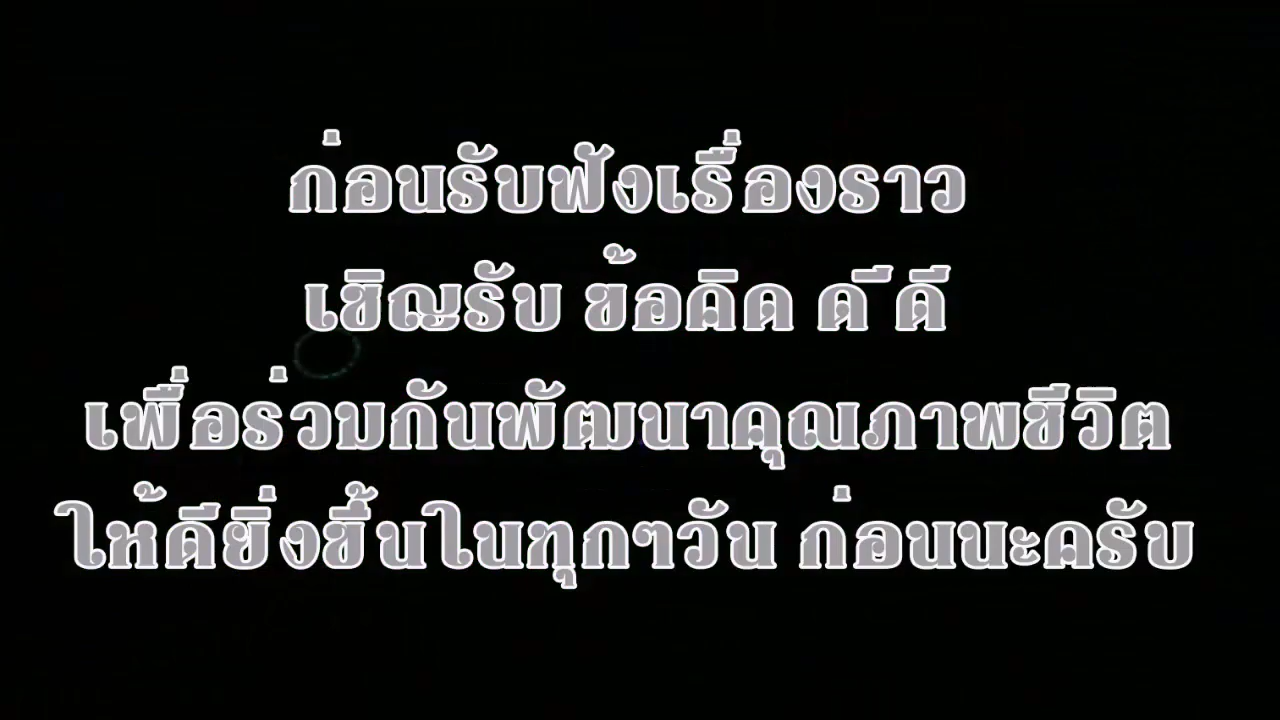 ก่อนรับฟังเรื่องราว
เชิญรับ ข้อคิด ด ีดี
เพื่อร่วมกันพัฒนาคุณภาพชีวิต
ให้ดียิ่งขึ้นในทุกๆวัน ก่อนนะครับ